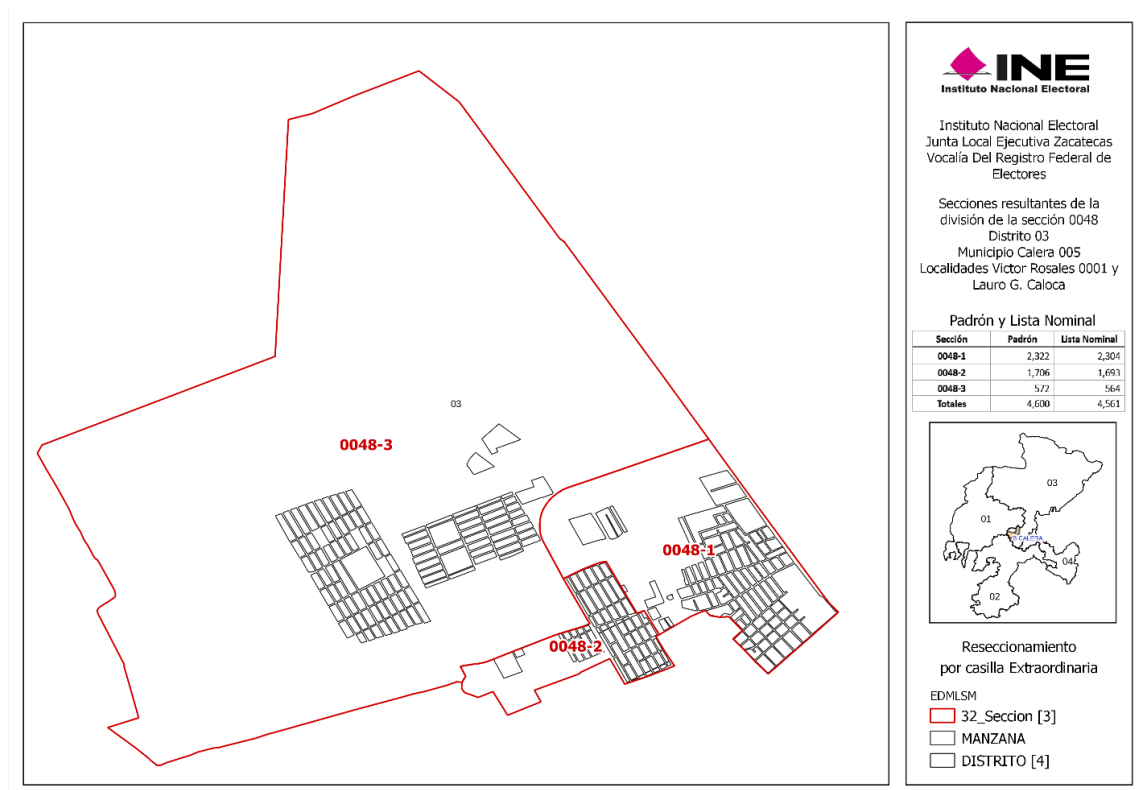 03
0048-3
0048-1
0048-2
INE
Instituto Nacional Electoral
Instituto Nacional Electoral
Junta Local Ejecutiva Zacatecas
Vocalía Del Registro Federal de
Electores
Secciones resultantes de la
división de la sección 0048
Distrito 03
Municipio Calera 005
Localidades Victor Rosales 0001 y
Lauro G. Caloca
Padrón y Lista Nominal
Sección Padrón Lista Nominal
0048-1 2,322 2,304
0048-2 1,706 1,693
0048-3 572 564
Totales 4,600 4,561
03
01
CALERA
04
02
Reseccionamiento
por casilla Extraordinaria
EDMLSM
32_Seccion [3]
MANZANA
DISTRITO [4]